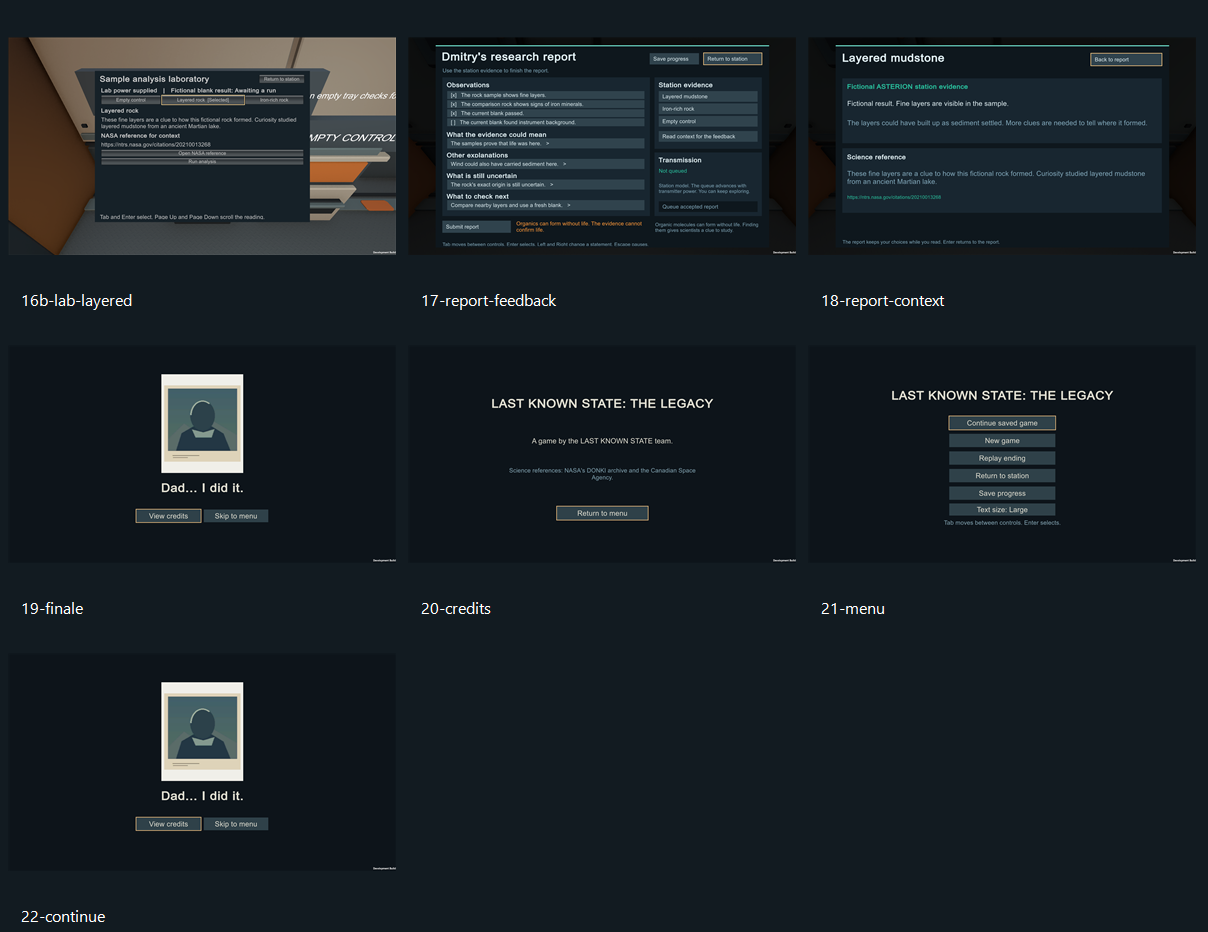 Sample analysis laboratory
Return to station
Lab power supplied | Fictional blank result: Awaiting a run
Empty control
Layered rock [Selected]
Iron-rich rock
Layered rock
These fine layers are a clue to how this fictional rock formed. Curiosity studied
layered mudstone from an ancient Martian lake.
NASA reference for context
https://ntrs.nasa.gov/citations/20210013268
Open NASA reference
Run analysis
Tab and Enter select. Page Up and Page Down scroll the reading.
n empty tray checks fo
MPTY CONTROL
Development Build
16b-lab-layered
Dmitry's research report
Save progress
Return to station
Use the station evidence to finish the report.
Observations
[x] The rock sample shows fine layers.
[x] The comparison rock shows signs of iron minerals.
[x] The current blank passed.
[ ] The current blank found instrument background.
What the evidence could mean
The samples prove that life was here. >
Other explanations
Wind could also have carried sediment here. >
What is still uncertain
The rock's exact origin is still uncertain. >
What to check next
Compare nearby layers and use a fresh blank. >
Submit report
Organics can form without life. The evidence cannot
confirm life.
Tab moves between controls. Enter selects. Left and Right change a statement. Escape pauses
Station evidence
Layered mudstone
Iron-rich rock
Empty control
Read context for the feedback
Transmission
Not queued
Station model. The queue advances with
transmitter power. You can keep exploring.
Queue accepted report
Organic molecules can form without life. Finding
them gives scientists a clue to study.
Development Build
17-report-feedback
Layered mudstone
Back to report
Fictional ASTERION station evidence
Fictional result. Fine layers are visible in the sample.
The layers could have built up as sediment settled. More clues are needed to tell where it formed.
Science reference
These fine layers are a clue to how this fictional rock formed. Curiosity studied layered mudstone
from an ancient Martian lake.
https://ntrs.nasa.gov/citations/20210013268
The report keeps your choices while you read. Enter returns to the report.
Development Build
18-report-context
Dad... I did it.
View credits
Skip to menu
Development Build
19-finale
LAST KNOWN STATE: THE LEGACY
A game by the LAST KNOWN STATE team.
Science references: NASA's DONKI archive and the Canadian Space
Agency.
Return to menu
Development Build
20-credits
LAST KNOWN STATE: THE LEGACY
Continue saved game
New game
Replay ending
Return to station
Save progress
Text size: Large
Tab moves between controls. Enter selects.
Development Build
21-menu
Dad... I did it.
View credits
Skip to menu
Development Build
22-continue